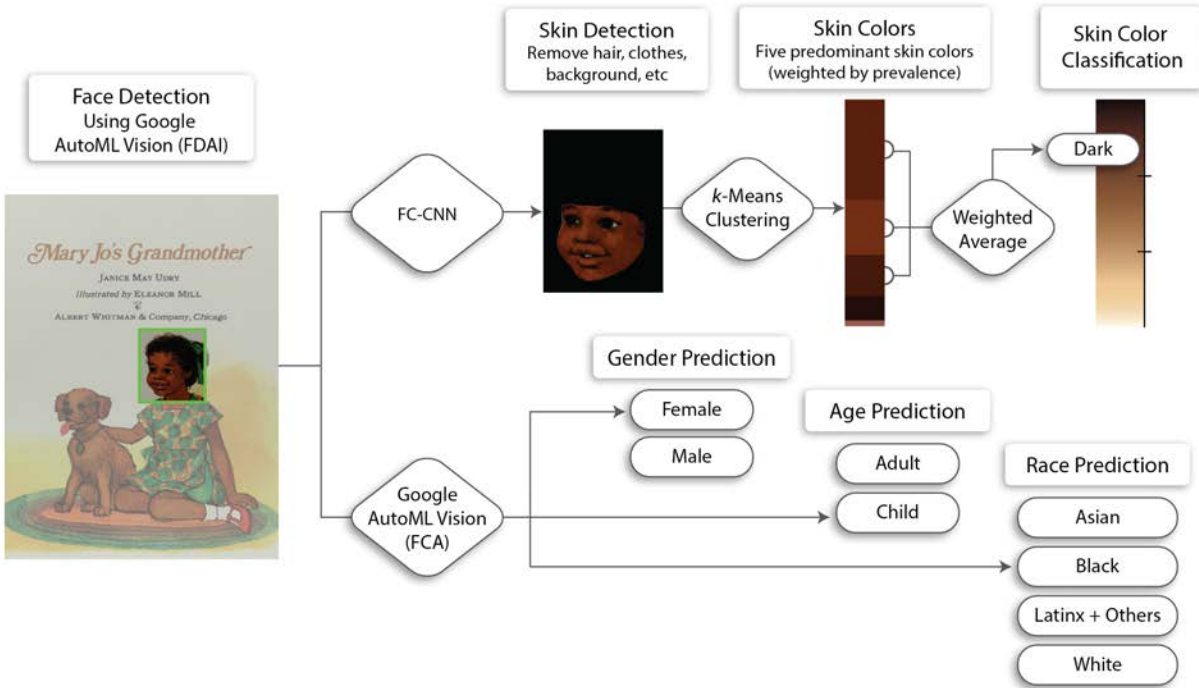 Face Detection
Using Google
AutoML Vision (FDAI)
Mary Jo's Grandmother
JANICE MAY UDRY
Illustrated by ELEANOR MILL
ALBERT WHITMAN & Company, Chicago
FC-CNN
Skin Detection
Remove hair, clothes,
background, etc
k-Means
Clustering
Skin Colors
Five predominant skin colors
(weighted by prevalence)
Weighted
Average
Skin Color
Classification
Dark
Google
AutoML Vision
(FCA)
Gender Prediction
Female
Male
Age Prediction
Adult
Child
Race Prediction
Asian
Black
Latinx + Others
White